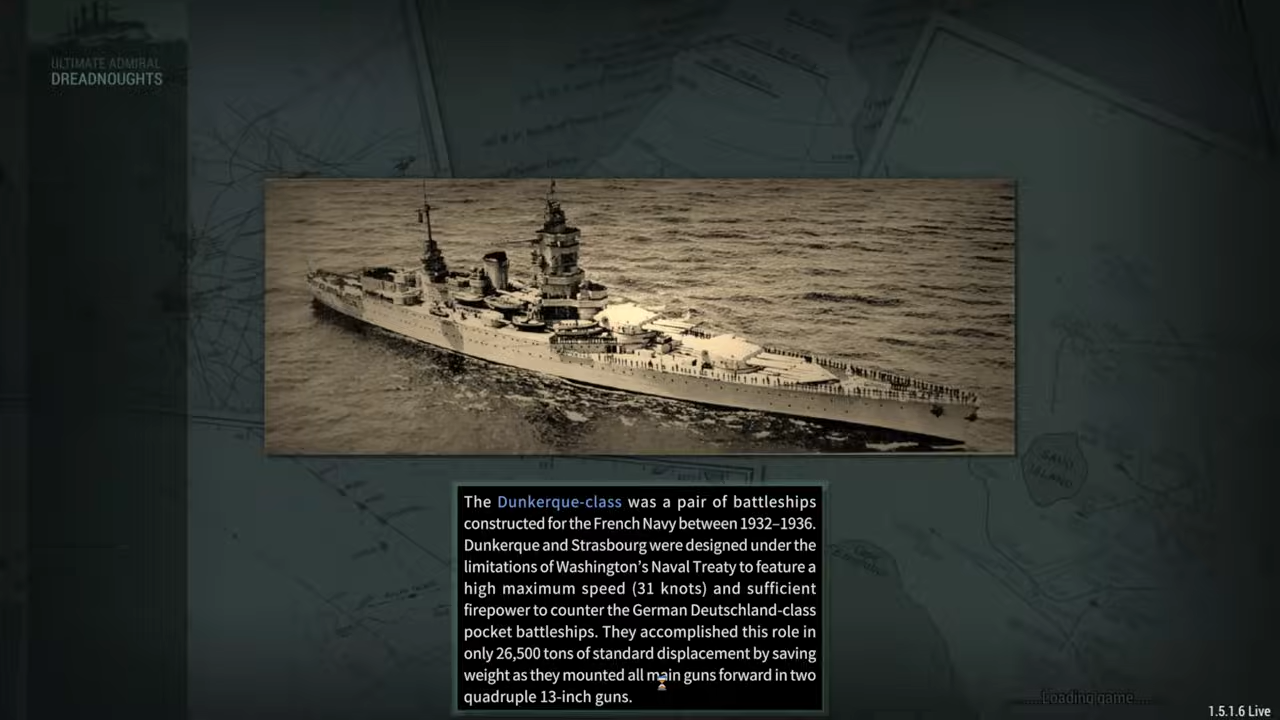 ULTIMATE ADMIRAL
DREADNOUGHTS
The Dunkerque-class was a pair of battleships
constructed for the French Navy between 1932–1936.
Dunkerque and Strasbourg were designed under the
limitations of Washington's Naval Treaty to feature a
high maximum speed (31 knots) and sufficient
firepower to counter the German Deutschland-class
pocket battleships. They accomplished this role in
only 26,500 tons of standard displacement by saving
weight as they mounted all main guns forward in two
quadruple 13-inch guns.
SAVO
ISLAND
...Loading game...
1.5.1.6 Live